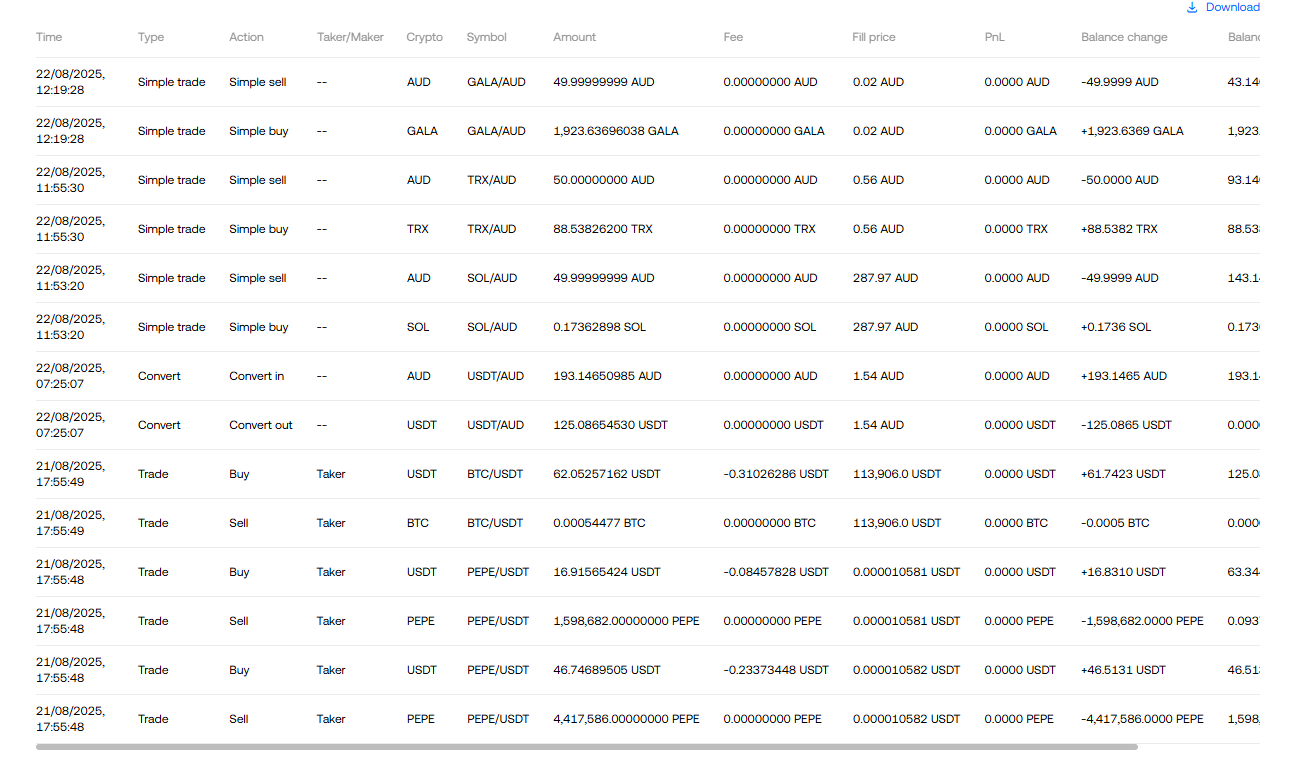 Download
Time Type Action Taker/Maker Crypto Symbol Amount Fee Fill price PnL Balance change Balanc
22/08/2025, 12:19:28 Simple trade Simple sell -- AUD GALA/AUD 49.99999999 AUD 0.00000000 AUD 0.02 AUD 0.0000 AUD -49.9999 AUD 43.14
22/08/2025, 12:19:28 Simple trade Simple buy -- GALA GALA/AUD 1,923.63696038 GALA 0.00000000 GALA 0.02 AUD 0.0000 GALA +1,923.6369 GALA 1,923.
22/08/2025, 11:55:30 Simple trade Simple sell -- AUD TRX/AUD 50.00000000 AUD 0.00000000 AUD 0.56 AUD 0.0000 AUD -50.0000 AUD 93.14
22/08/2025, 11:55:30 Simple trade Simple buy -- TRX TRX/AUD 88.53826200 TRX 0.00000000 TRX 0.56 AUD 0.0000 TRX +88.5382 TRX 88.53
22/08/2025, 11:53:20 Simple trade Simple sell -- AUD SOL/AUD 49.99999999 AUD 0.00000000 AUD 287.97 AUD 0.0000 AUD -49.9999 AUD 143.1
22/08/2025, 11:53:20 Simple trade Simple buy -- SOL SOL/AUD 0.17362898 SOL 0.00000000 SOL 287.97 AUD 0.0000 SOL +0.1736 SOL 0.173
22/08/2025, 07:25:07 Convert Convert in -- AUD USDT/AUD 193.14650985 AUD 0.00000000 AUD 1.54 AUD 0.0000 AUD +193.1465 AUD 193.1
22/08/2025, 07:25:07 Convert Convert out -- USDT USDT/AUD 125.08654530 USDT 0.00000000 USDT 1.54 AUD 0.0000 USDT -125.0865 USDT 0.000
21/08/2025, 17:55:49 Trade Buy Taker USDT BTC/USDT 62.05257162 USDT -0.31026286 USDT 113,906.0 USDT 0.0000 USDT +61.7423 USDT 125.0
21/08/2025, 17:55:49 Trade Sell Taker BTC BTC/USDT 0.00054477 BTC 0.00000000 BTC 113,906.0 USDT 0.0000 BTC -0.0005 BTC 0.000
21/08/2025, 17:55:48 Trade Buy Taker USDT PEPE/USDT 16.91565424 USDT -0.08457828 USDT 0.000010581 USDT 0.0000 USDT +16.8310 USDT 63.34
21/08/2025, 17:55:48 Trade Sell Taker PEPE PEPE/USDT 1,598,682.00000000 PEPE 0.00000000 PEPE 0.000010581 USDT 0.0000 PEPE -1,598,682.0000 PEPE 0.093
21/08/2025, 17:55:48 Trade Buy Taker USDT PEPE/USDT 46.74689505 USDT -0.23373448 USDT 0.000010582 USDT 0.0000 USDT +46.5131 USDT 46.51
21/08/2025, 17:55:48 Trade Sell Taker PEPE PEPE/USDT 4,417,586.00000000 PEPE 0.00000000 PEPE 0.000010582 USDT 0.0000 PEPE -4,417,586.0000 PEPE 1,598,